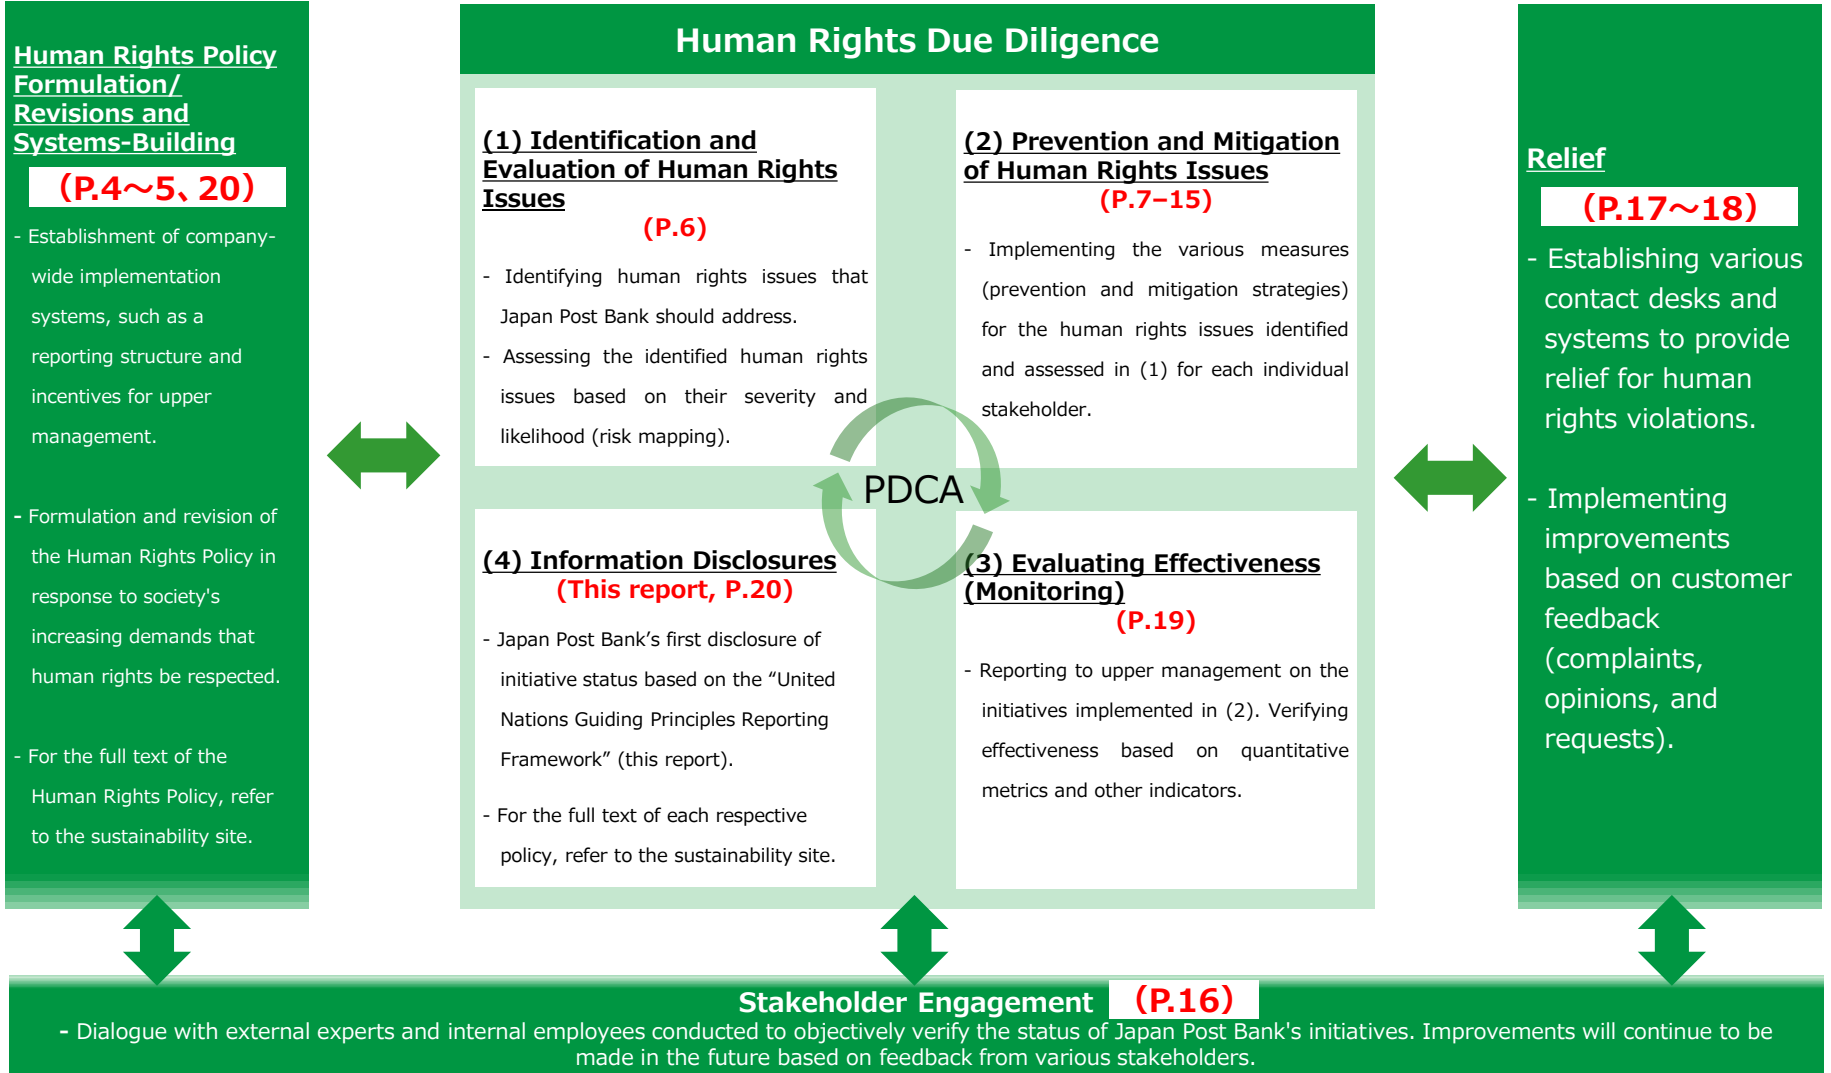 Human Rights Policy
Formulation/
Revisions and
Systems-Building
（P.4～5、20）
- Establishment of company-
wide implementation
systems, such as a
reporting structure and
incentives for upper
management.
- Formulation and revision of
the Human Rights Policy in
response to society's
increasing demands that
human rights be respected.
- For the full text of the
Human Rights Policy, refer
to the sustainability site.
Human Rights Due Diligence
(1) Identification and
Evaluation of Human Rights
Issues
(P.6)
- Identifying human rights issues that
Japan Post Bank should address.
- Assessing the identified human rights
issues based on their severity and
likelihood (risk mapping).
(2) Prevention and Mitigation
of Human Rights Issues
(P.7–15)
- Implementing the various measures
(prevention and mitigation strategies)
for the human rights issues identified
and assessed in (1) for each individual
stakeholder.
PDCA
(4) Information Disclosures
(This report, P.20)
- Japan Post Bank’s first disclosure of
initiative status based on the “United
Nations Guiding Principles Reporting
Framework” (this report).
- For the full text of each respective
policy, refer to the sustainability site.
(3) Evaluating Effectiveness
(Monitoring)
(P.19)
- Reporting to upper management on the
initiatives implemented in (2). Verifying
effectiveness based on quantitative
metrics and other indicators.
Relief
（P.17～18）
- Establishing various
contact desks and
systems to provide
relief for human
rights violations.
- Implementing
improvements
based on customer
feedback
(complaints,
opinions, and
requests).
Stakeholder Engagement （P.16）
- Dialogue with external experts and internal employees conducted to objectively verify the status of Japan Post Bank's initiatives. Improvements will continue to be
made in the future based on feedback from various stakeholders.